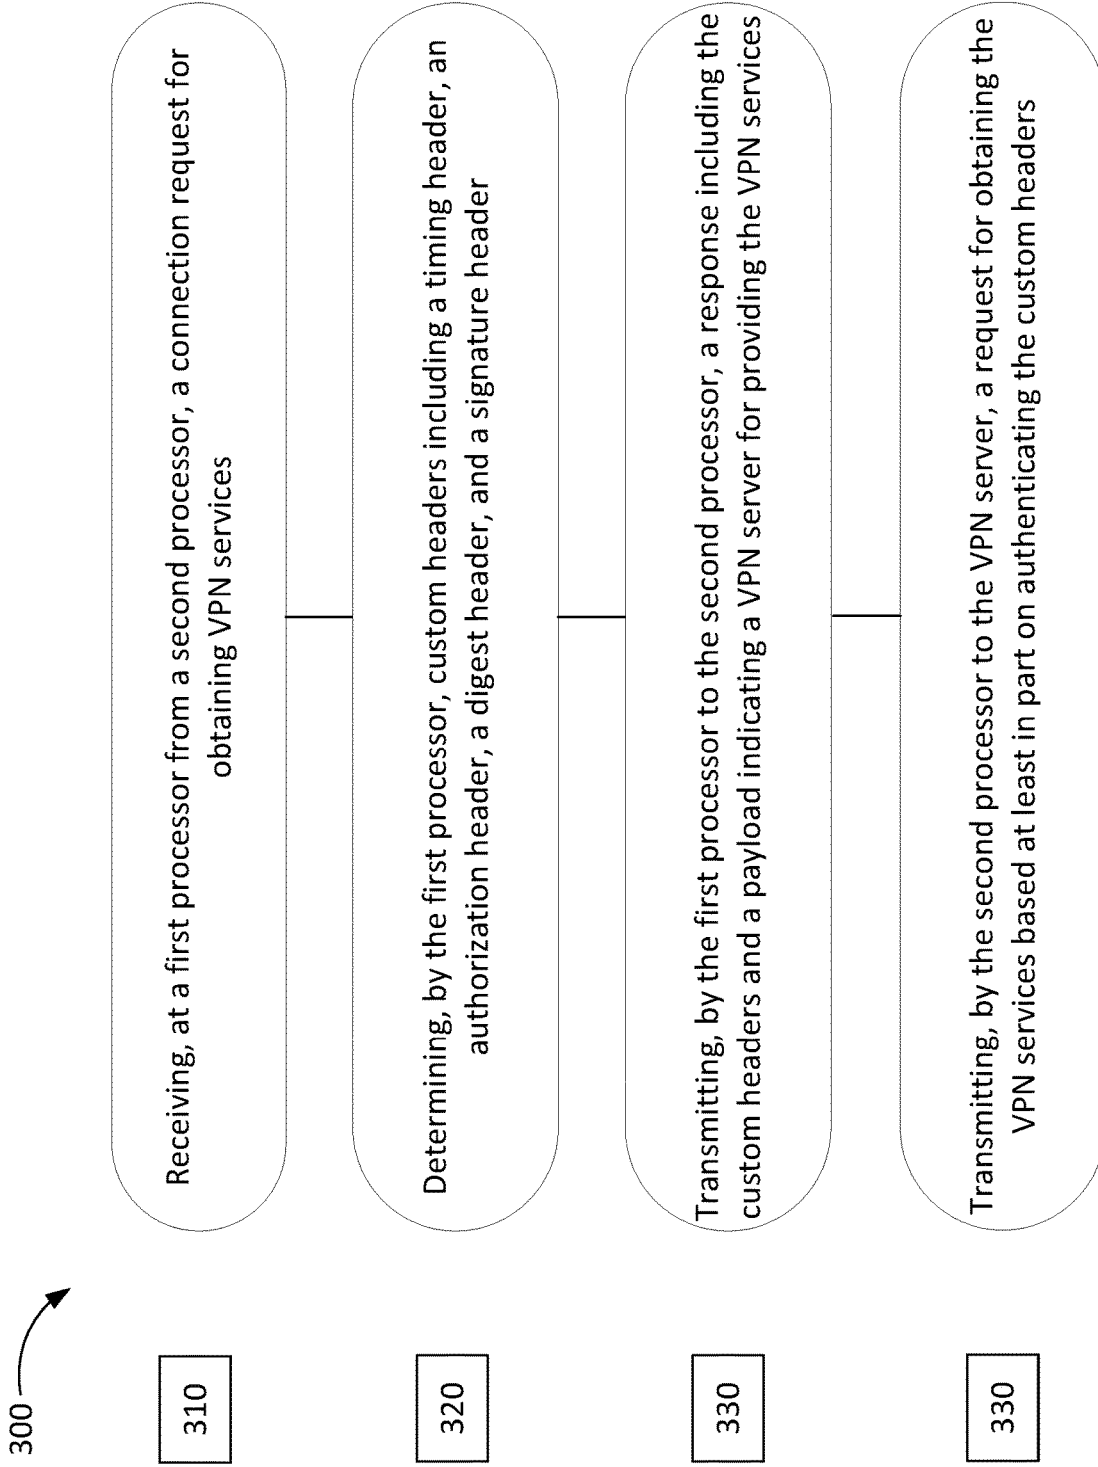 300
310
Receiving, at a first processor from a second processor, a connection request for
obtaining VPN services
320
Determining, by the first processor, custom headers including a timing header, an
authorization header, a digest header, and a signature header
330
Transmitting, by the first processor to the second processor, a response including the
custom headers and a payload indicating a VPN server for providing the VPN services
330
Transmitting, by the second processor to the VPN server, a request for obtaining the
VPN services based at least in part on authenticating the custom headers